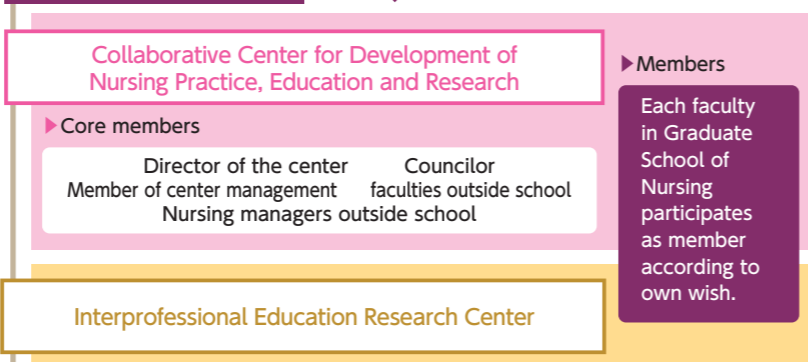 Collaborative Center for Development of
Nursing Practice, Education and Research
▶Core members
Director of the center Councilor
Member of center management faculties outside school
Nursing managers outside school
▶Members
Each faculty
in Graduate
School of
Nursing
participates
as member
according to
own wish.
Interprofessional Education Research Center